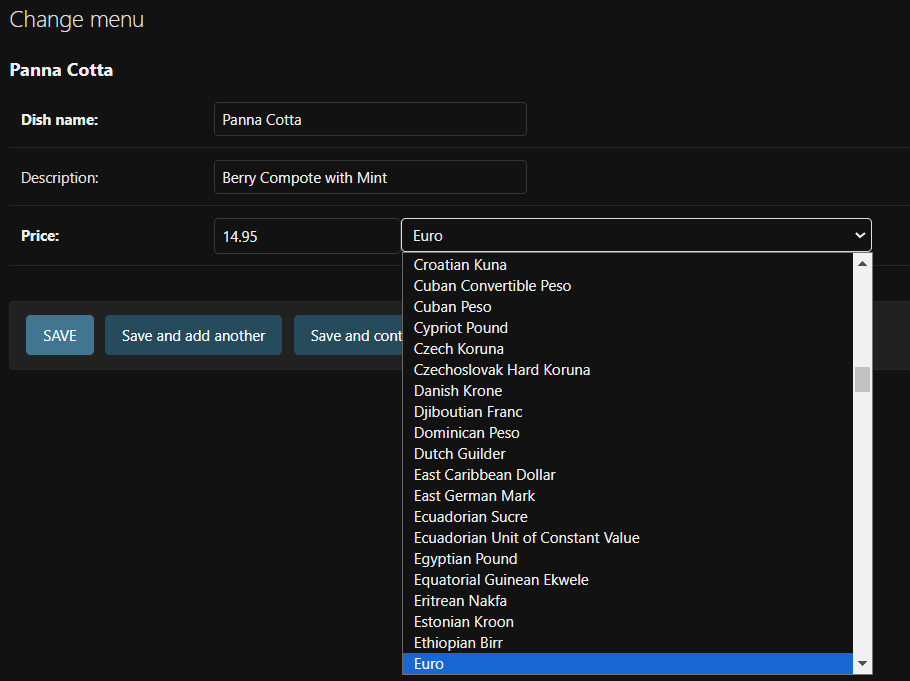 Change menu
Panna Cotta
Dish name: Panna Cotta
Description: Berry Compote with Mint
Price: 14.95 Euro
Croatian Kuna
Cuban Convertible Peso
Cuban Peso
Cypriot Pound
Czech Koruna
Czechoslovak Hard Koruna
Danish Krone
Djiboutian Franc
Dominican Peso
Dutch Guilder
East Caribbean Dollar
East German Mark
Ecuadorian Sucre
Ecuadorian Unit of Constant Value
Egyptian Pound
Equatorial Guinean Ekwele
Eritrean Nakfa
Estonian Kroon
Ethiopian Birr
Euro
SAVE Save and add another Save and cont